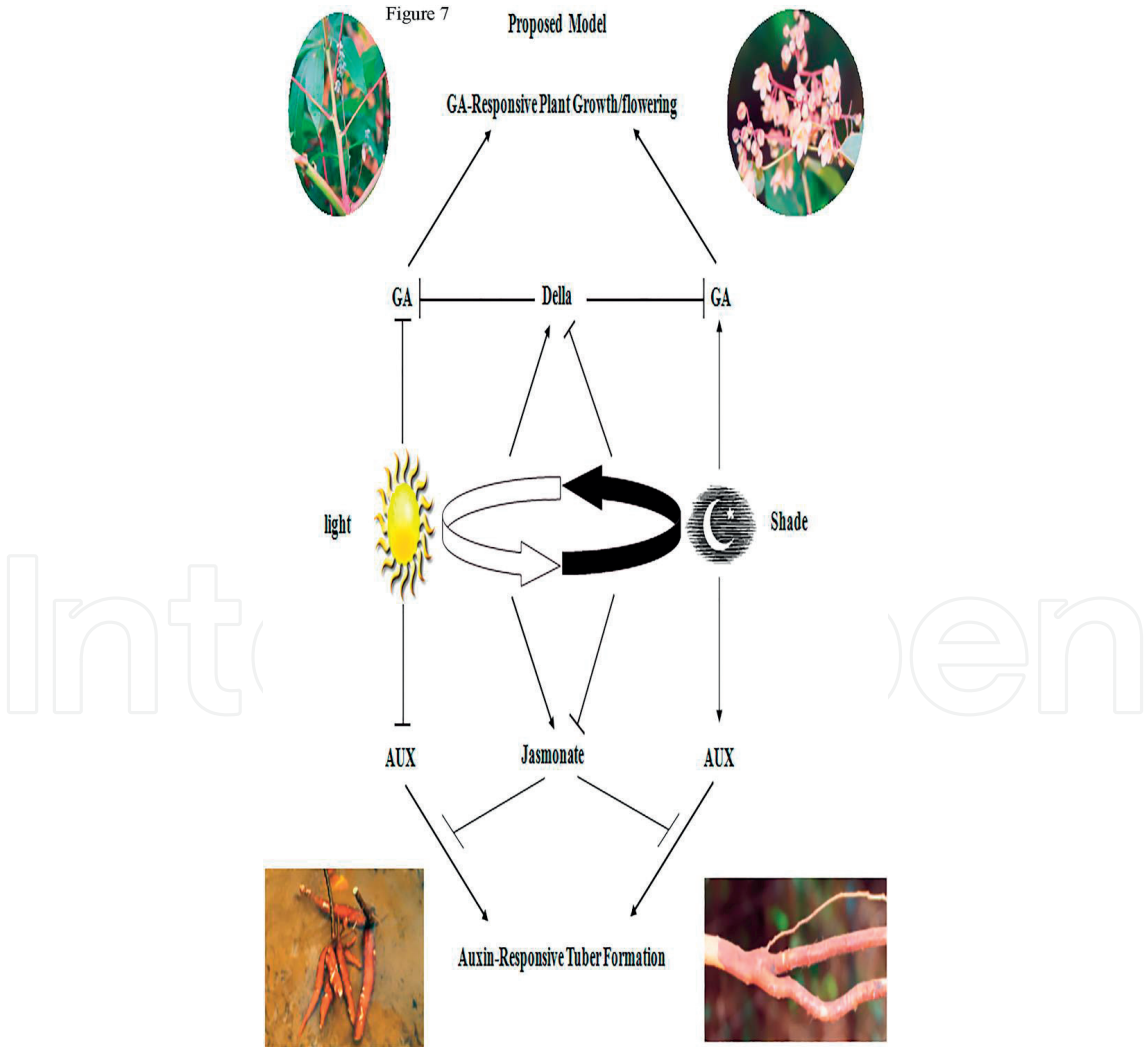 Figure 7
Proposed Model
GA-Responsive Plant Growth/flowering
GA
Della
GA
light
Shade
AUX
Jasmonate
AUX
Auxin-Responsive Tuber Formation